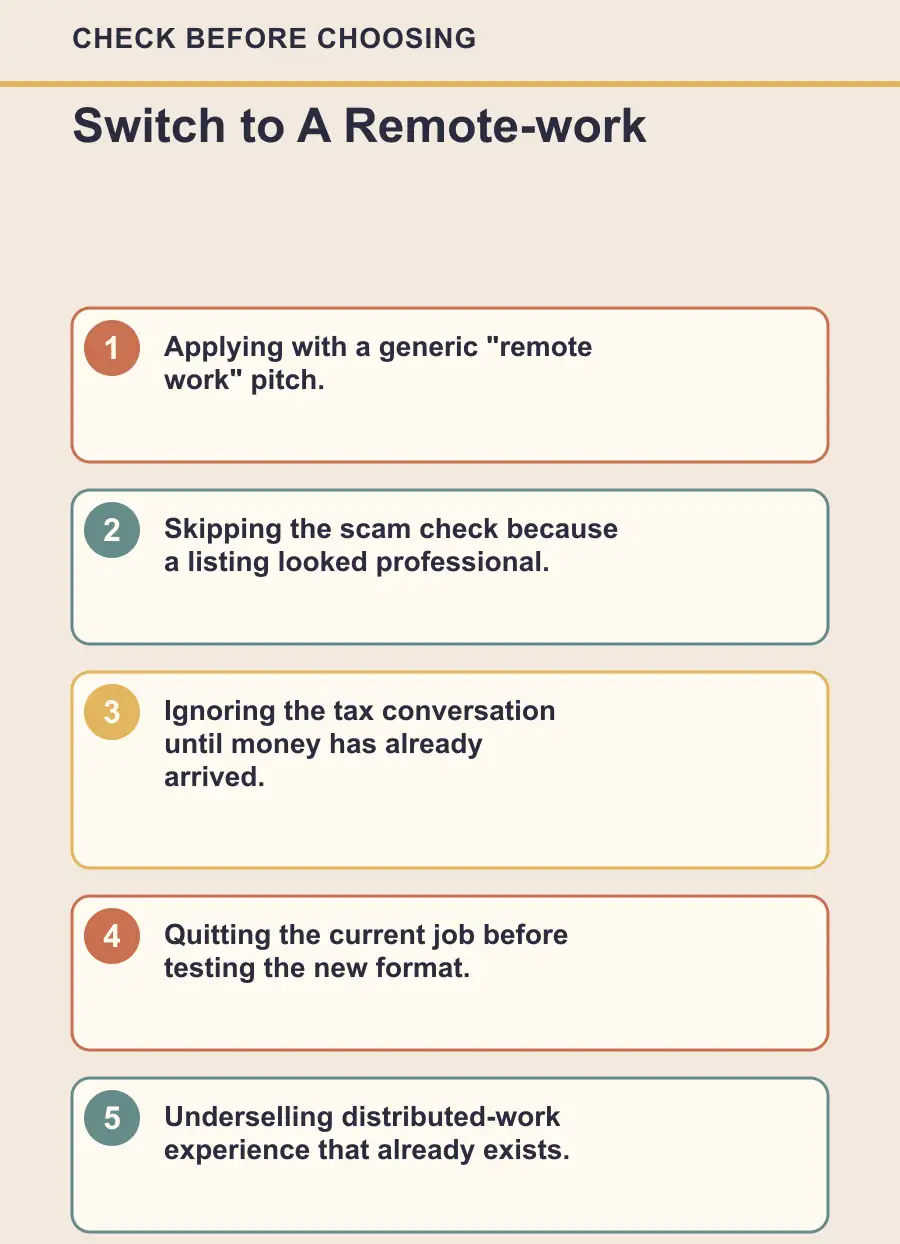 CHECK BEFORE CHOOSING
Switch to A Remote-work
1
Applying with a generic "remote
work" pitch.
2
Skipping the scam check because
a listing looked professional.
3
Ignoring the tax conversation
until money has already
arrived.
4
Quitting the current job before
testing the new format.
5
Underselling distributed-work
experience that already exists.